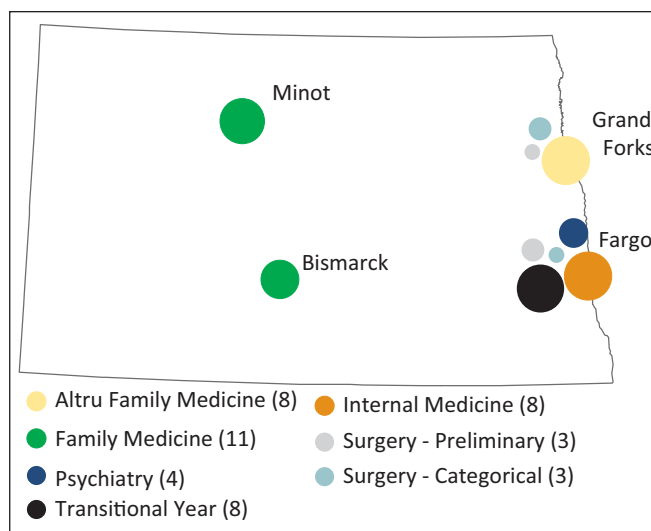 Minot
Grand
Forks
Bismarck
Fargo
Altru Family Medicine (8)
Family Medicine (11)
Psychiatry (4)
Transitional Year (8)
Internal Medicine (8)
Surgery - Preliminary (3)
Surgery - Categorical (3)